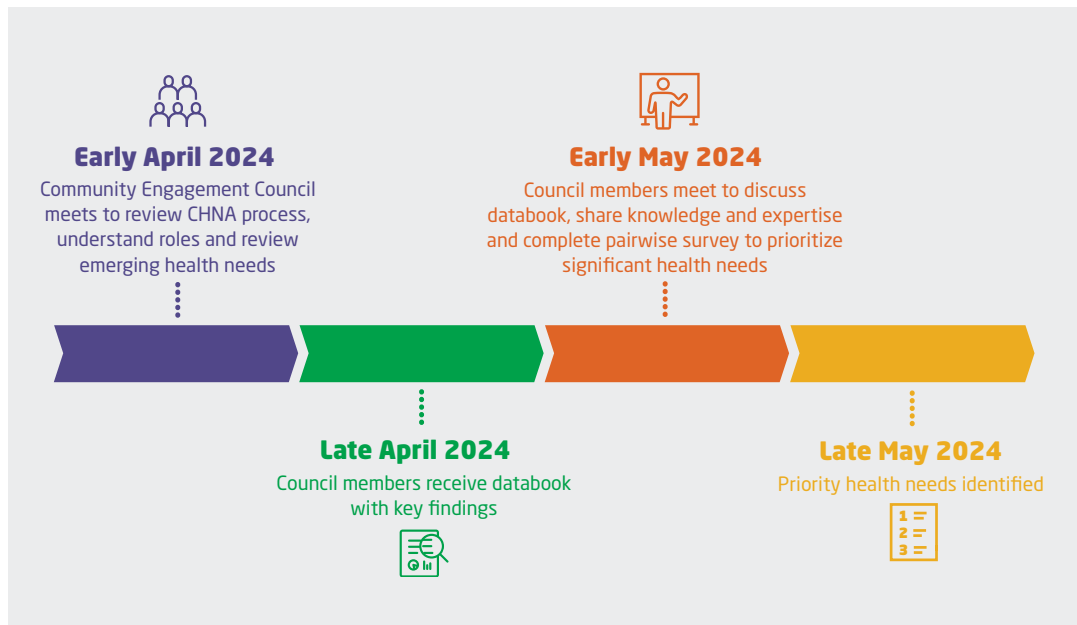 Early April 2024
Community Engagement Council
meets to review CHNA process,
understand roles and review
emerging health needs
Early May 2024
Council members meet to discuss
databook, share knowledge and expertise
and complete pairwise survey to prioritize
significant health needs
Late April 2024
Council members receive databook
with key findings
Late May 2024
Priority health needs identified
1
2
3